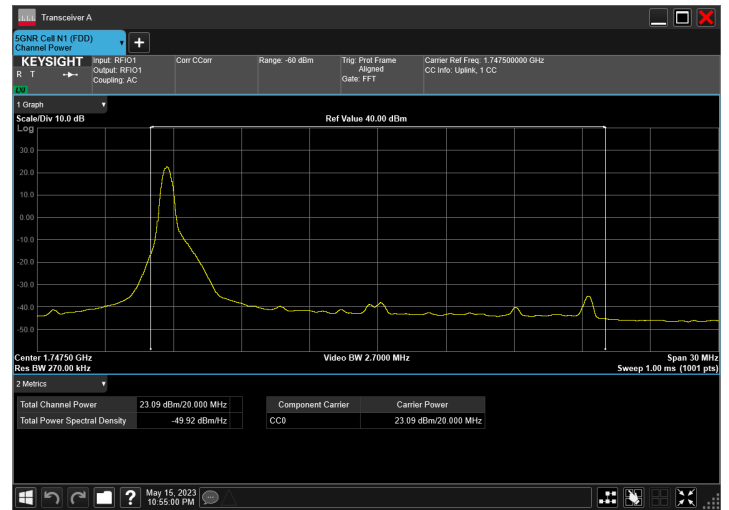 Transceiver A
5GNR Cell N1 (FDD)
Channel Power
KEYSIGHT
R T
LXI
Input: RFIO1
Output: RFIO1
Coupling: AC
Corr CCorr
Range: -60 dBm
Trig: Prot Frame
Aligned
Gate: FFT
Carrier Ref Freq: 1.747500000 GHz
CC Info: Uplink, 1 CC
1 Graph
Scale/Div 10.0 dB
Ref Value 40.00 dBm
Log
30.0
20.0
10.0
0.00
-10.0
-20.0
-30.0
-40.0
-50.0
Center 1.74750 GHz
Video BW 2.7000 MHz
Span 30 MHz
Res BW 270.00 kHz
Sweep 1.00 ms (1001 pts)
2 Metrics
Total Channel Power 23.09 dBm/20.000 MHz
Total Power Spectral Density -49.92 dBm/Hz
Component Carrier Carrier Power
CC0 23.09 dBm/20.000 MHz
?
May 15, 2023
10:55:00 PM